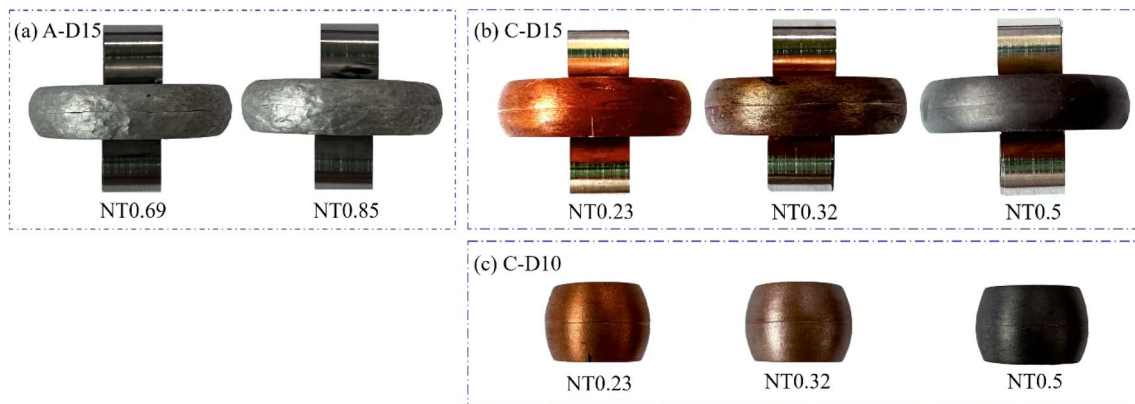 (a) A-D15
NT0.69
NT0.85
(b) C-D15
NT0.23
NT0.32
NT0.5
(c) C-D10
NT0.23
NT0.32
NT0.5